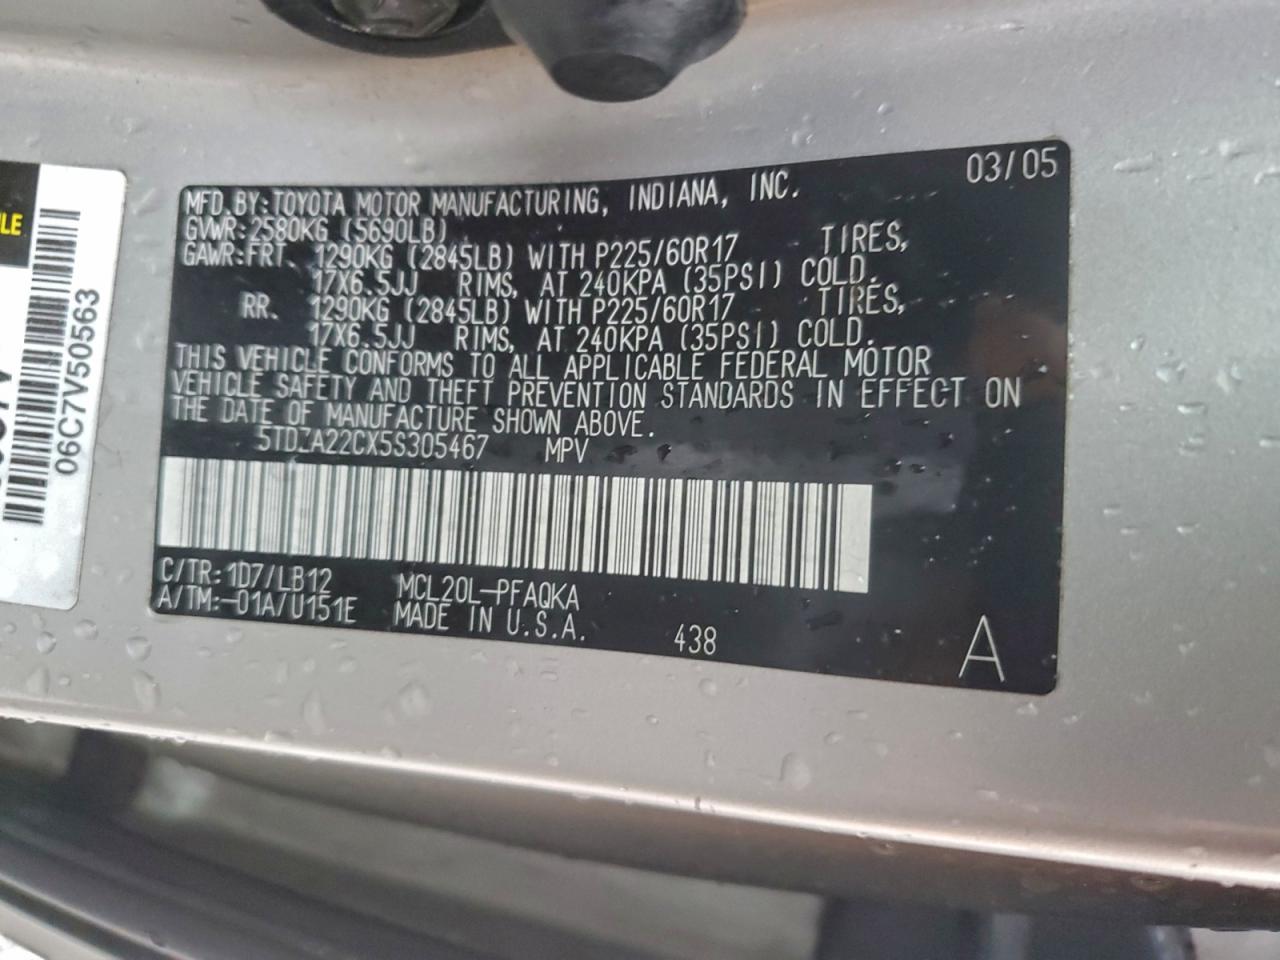 03/05
MFD.BY:TOYOTA MOTOR MANUFACTURING, INDIANA, INC.
GVWR:2580KG (5690LB)
GAWR:FRT. 1290KG (2845LB) WITH P225/60R17 TIRES,
17X6.5JJ RIMS, AT 240KPA (35PSI) COLD.
RR. 1290KG (2845LB) WITH P225/60R17 TIRES,
17X6.5JJ RIMS, AT 240KPA (35PSI) COLD.
THIS VEHICLE CONFORMS TO ALL APPLICABLE FEDERAL MOTOR
VEHICLE SAFETY AND THEFT PREVENTION STANDARDS IN EFFECT ON
THE DATE OF MANUFACTURE SHOWN ABOVE.
5TDZA22CX5S305467 MPV
C/TR:1D7/LB12 MCL20L-PFAQKA
A/TM:-01A/U151E MADE IN U.S.A.
438
A
06C7V50563